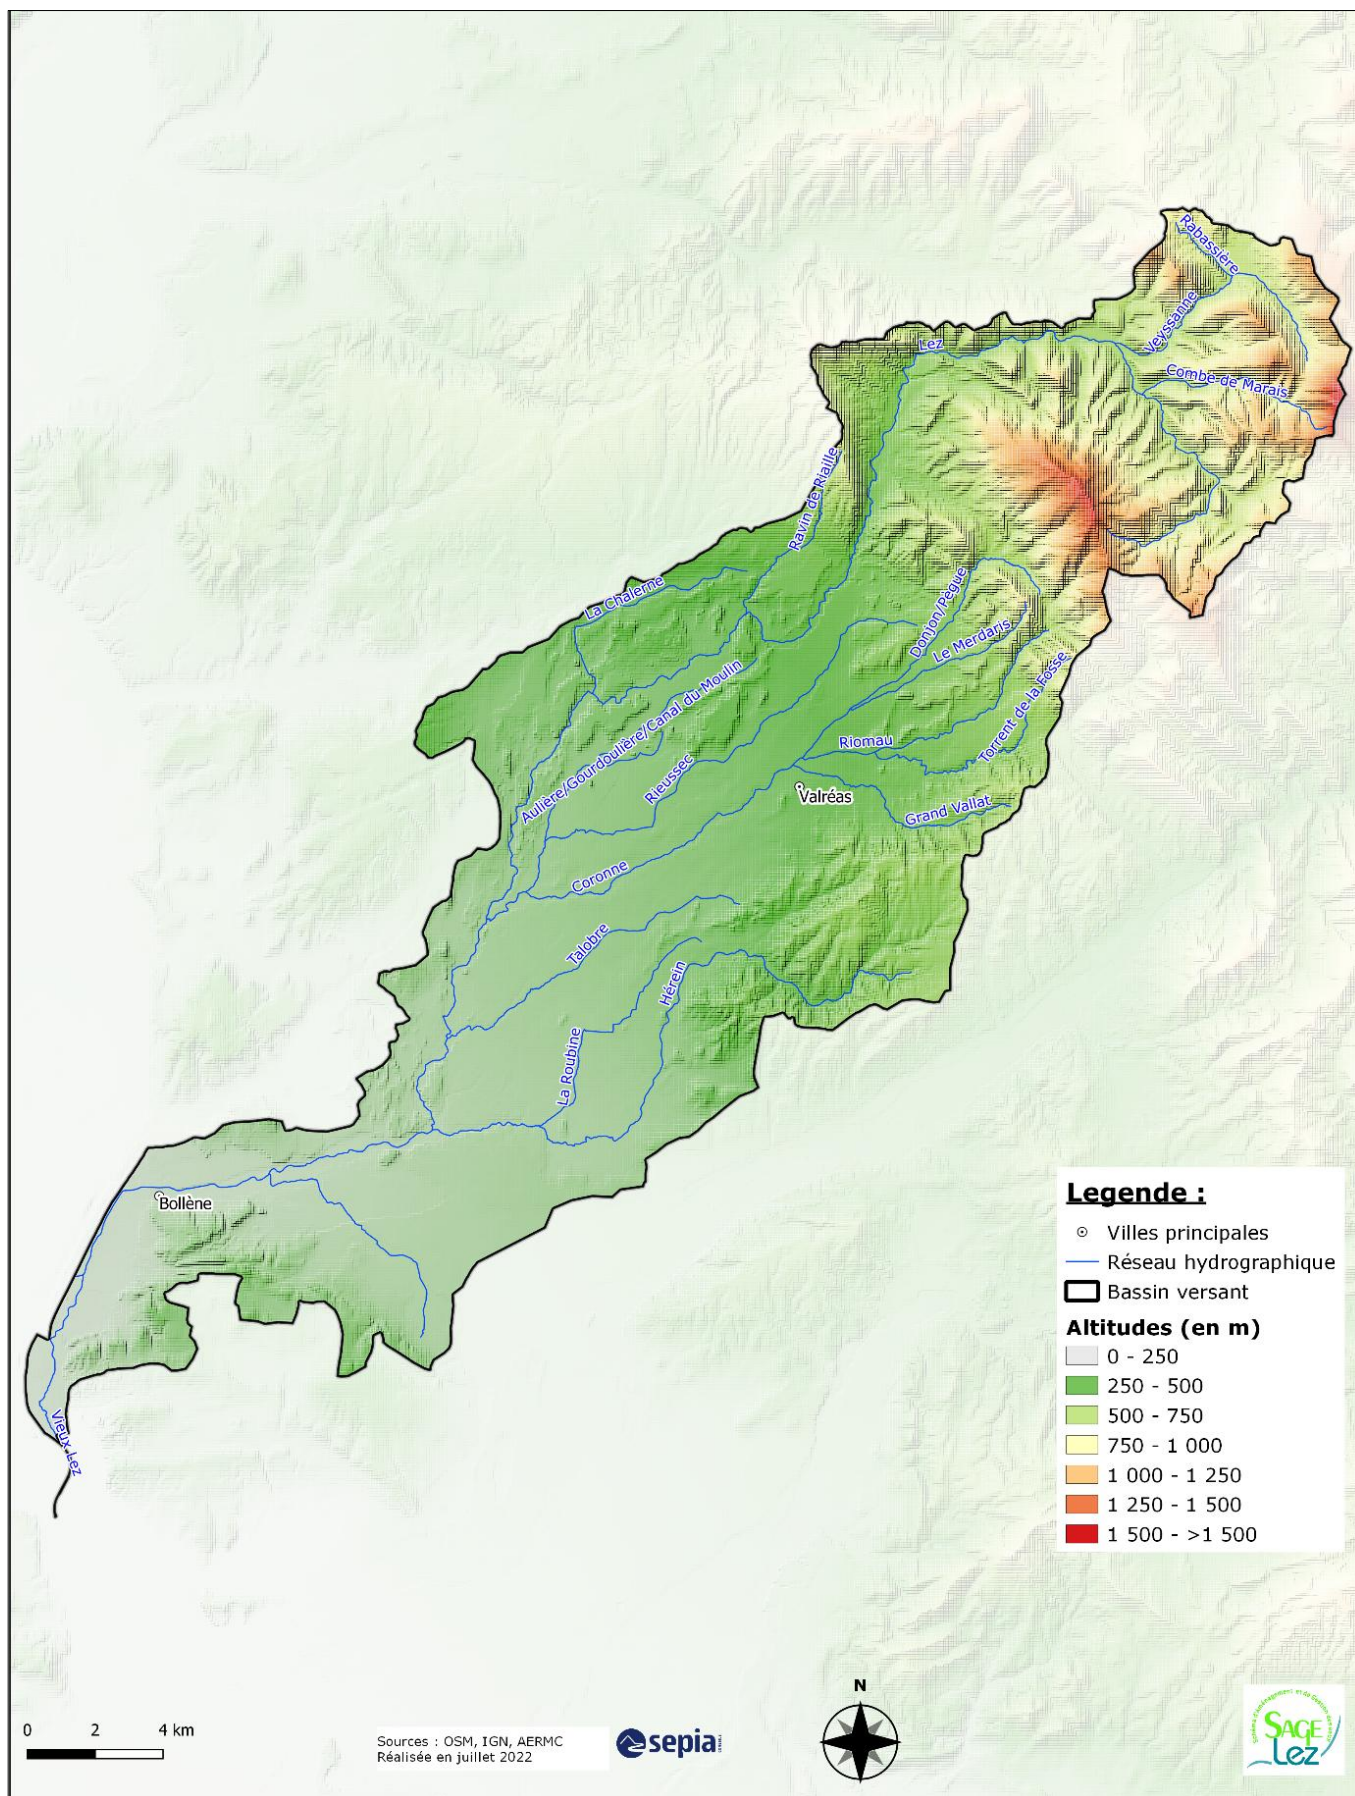 Rabassière
Veyssanne
Lez
Combe de Marais
Ravin de Riaille
La Chalerne
Donjon/Pègue
Le Merdaris
Torrent de la Fosse
Aulière/Gourdoulière/Canal du Moulin
Riomau
Rieussec
Valréas
Grand Vallat
Coronne
Talobre
Hérein
La Roubine
Bollène
Vieux Lez
Legende :
Villes principales
Réseau hydrographique
Bassin versant
Altitudes (en m)
0 - 250
250 - 500
500 - 750
750 - 1 000
1 000 - 1 250
1 250 - 1 500
1 500 - >1 500
N
0 2 4 km
Sources : OSM, IGN, AERMC
Réalisée en juillet 2022
sepia
SAGE
Lez